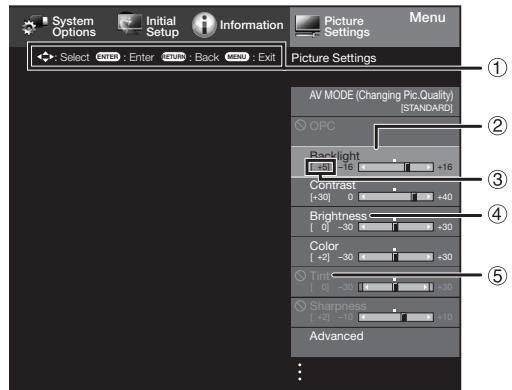 System Options
Initial Setup
Information
Picture Settings
Menu
: Select ENTER : Enter RETURN : Back MENU : Exit
Picture Settings
①
AV MODE (Changing Pic.Quality)
[STANDARD]
②
OPC
Backlight
[ +5] −16 +16
③
Contrast
[+30] 0 +40
Brightness
④
[ 0] −30 +30
Color
[ +2] −30 +30
Tint
⑤
[ 0] −30 +30
Sharpness
[ +2] −10 +10
Advanced